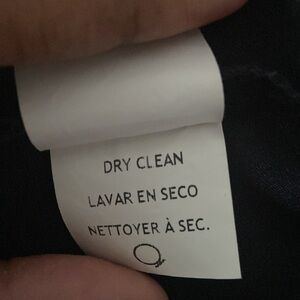 DRY CLEAN
LAVAR EN SECO
NETTOYER À SEC.